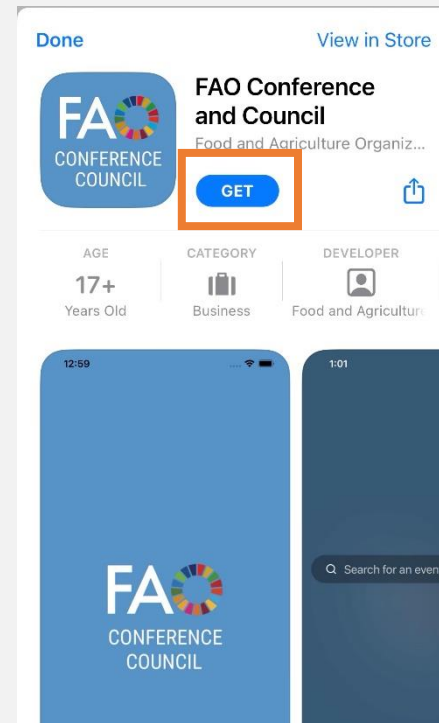 Done
View in Store
FAO
CONFERENCE
COUNCIL
FAO Conference
and Council
Food and Agriculture Organiz...
GET
AGE
CATEGORY
DEVELOPER
17+
Years Old
Business
Food and Agriculture
12:59
1:01
Search for an even
FAO
CONFERENCE
COUNCIL